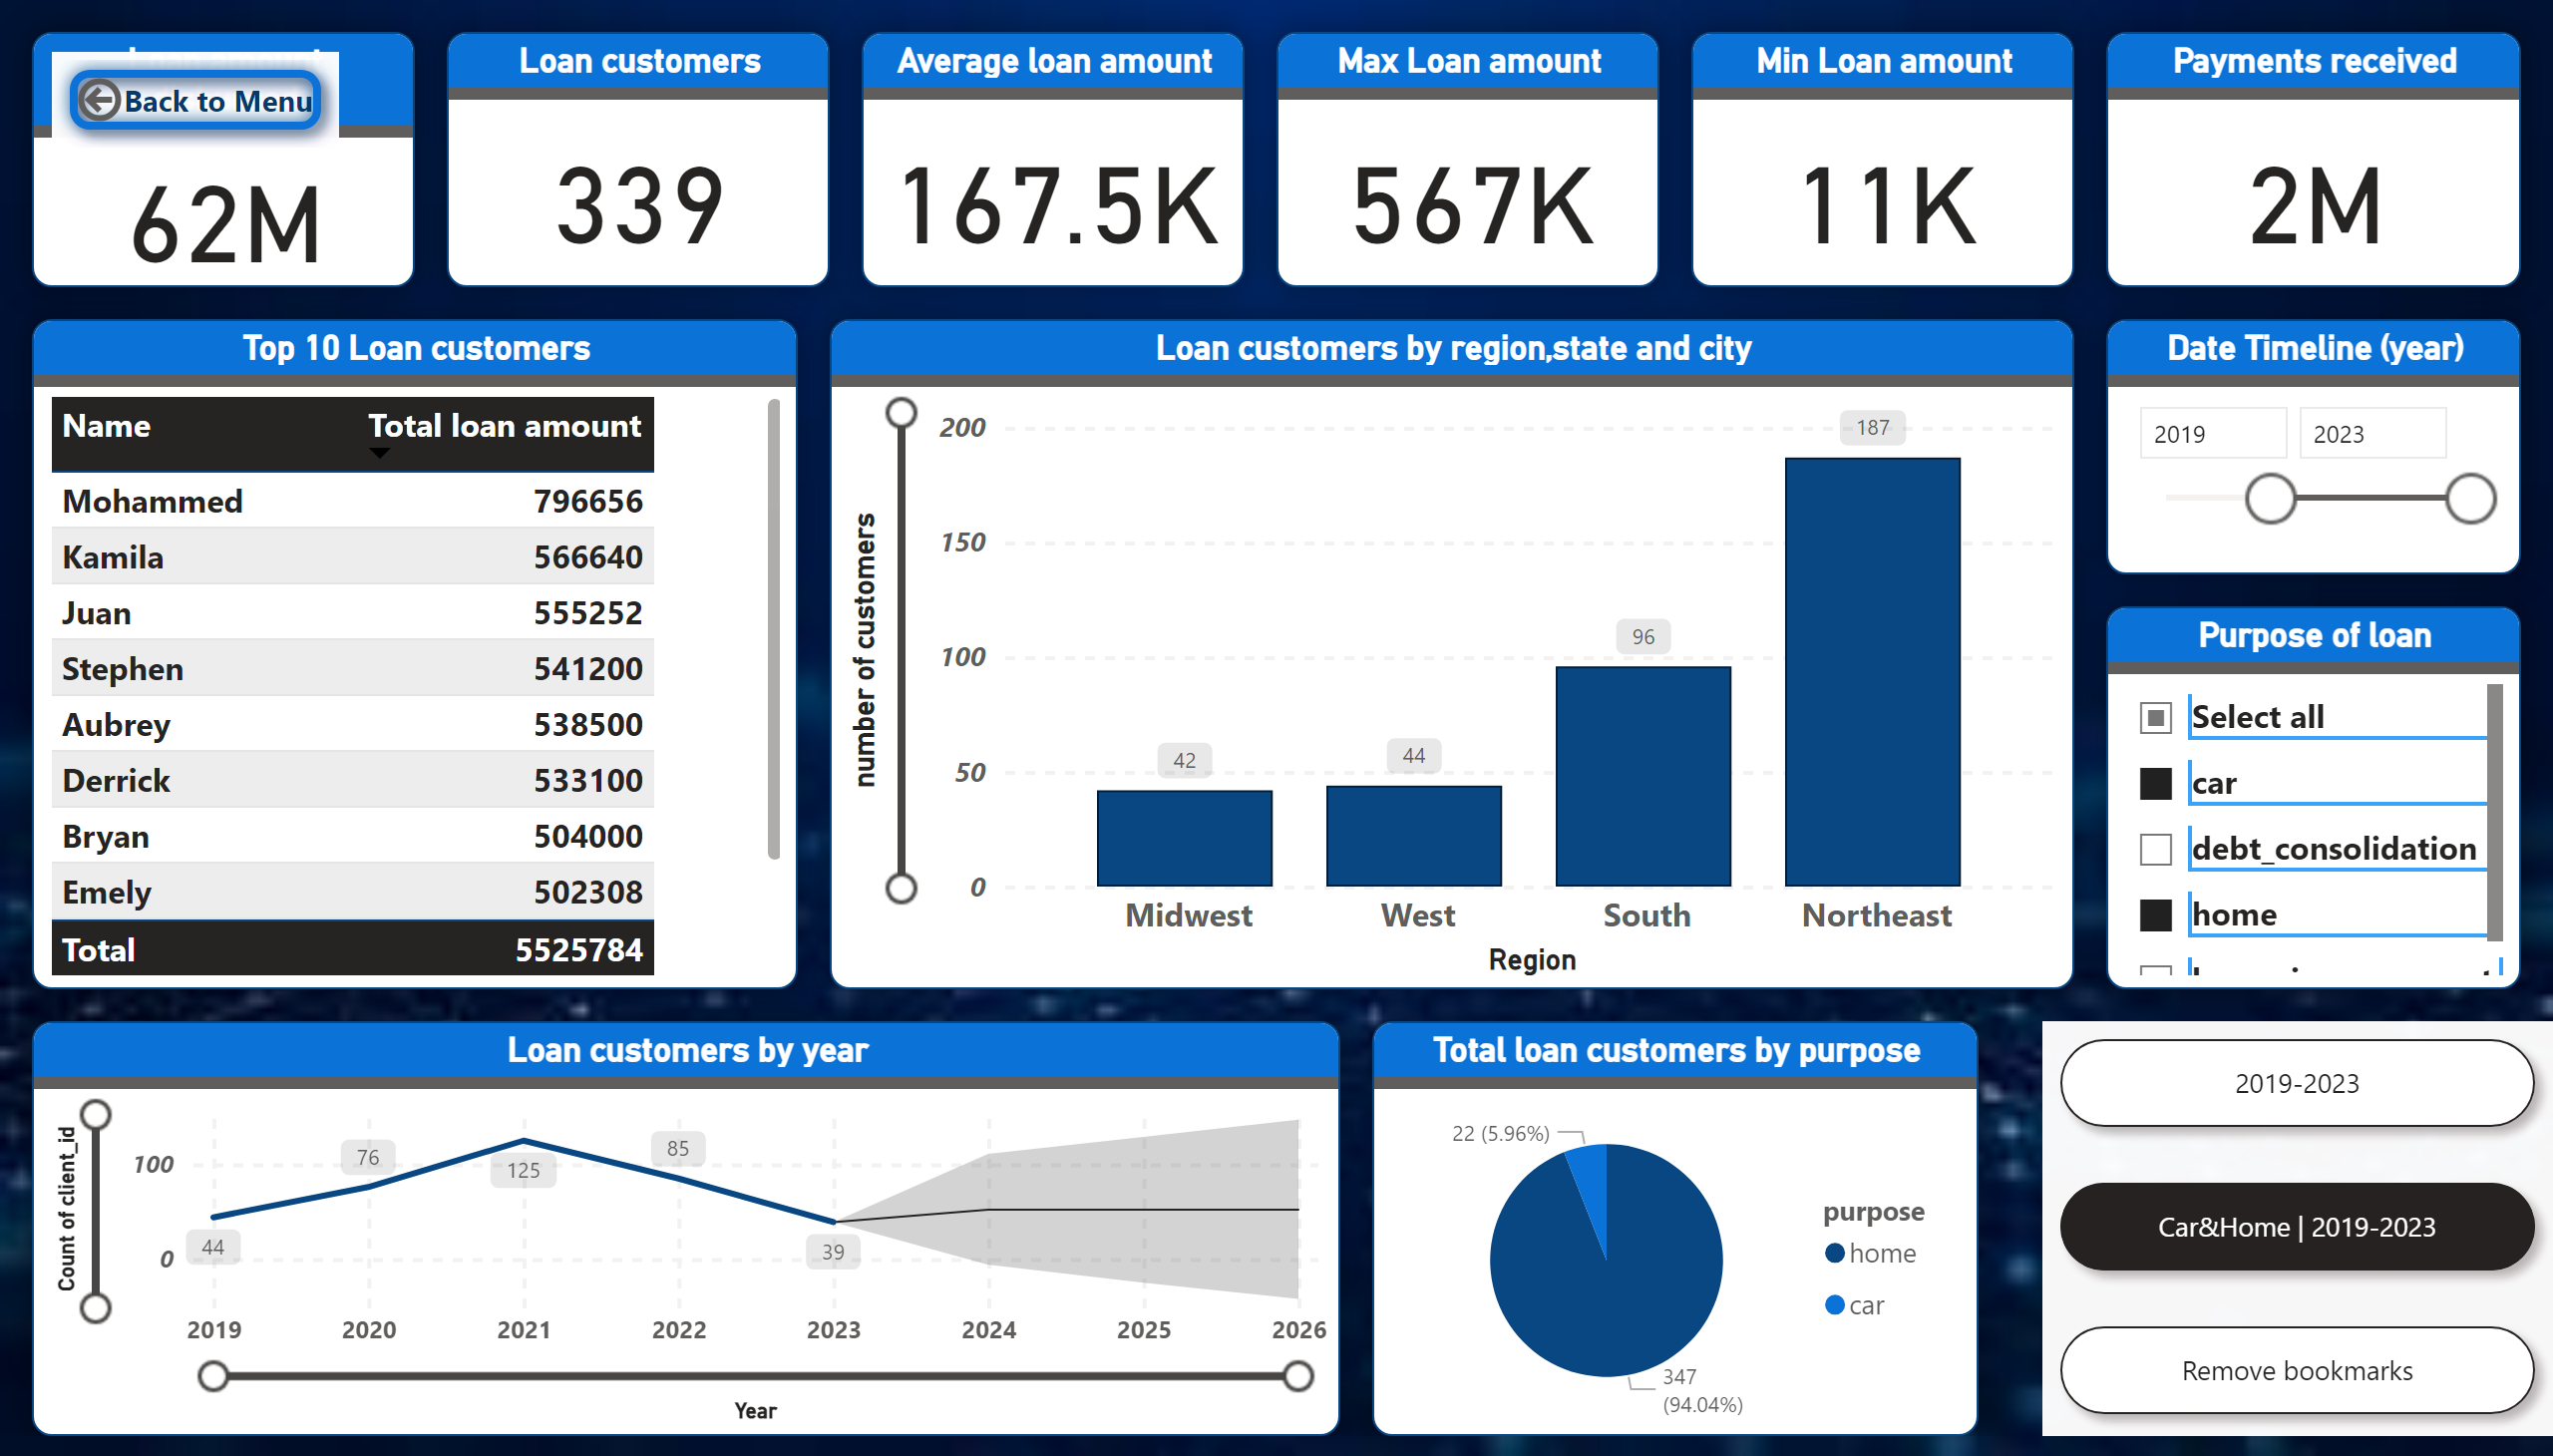 Back to Menu
62M
Loan customers
339
Average loan amount
167.5K
Max Loan amount
567K
Min Loan amount
11K
Payments received
2M
Top 10 Loan customers
Name Total loan amount
Mohammed 796656
Kamila 566640
Juan 555252
Stephen 541200
Aubrey 538500
Derrick 533100
Bryan 504000
Emely 502308
Total 5525784
Loan customers by region,state and city
number of customers
200
150
100
50
0
42
44
96
187
Midwest West South Northeast
Region
Date Timeline (year)
2019 2023
Purpose of loan
Select all
car
debt_consolidation
home
Loan customers by year
Count of client_id
100
0
44
76
125
85
39
2019 2020 2021 2022 2023 2024 2025 2026
Year
Total loan customers by purpose
22 (5.96%)
347
(94.04%)
purpose
home
car
2019-2023
Car&Home | 2019-2023
Remove bookmarks